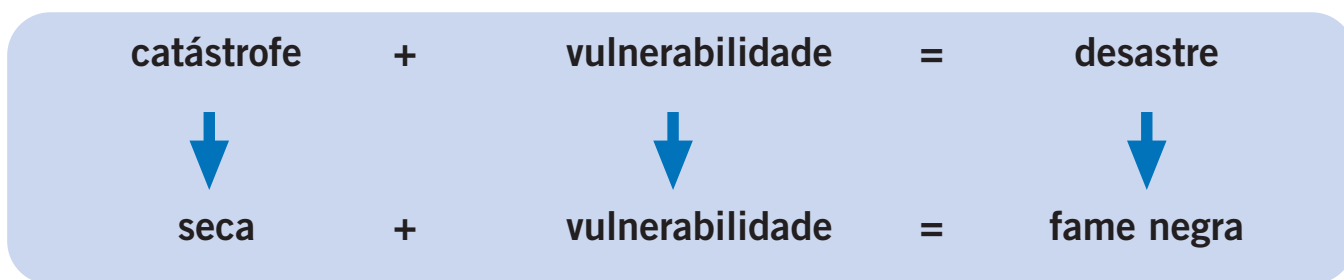 catástrofe + vulnerabilidade = desastre
seca + vulnerabilidade = fame negra